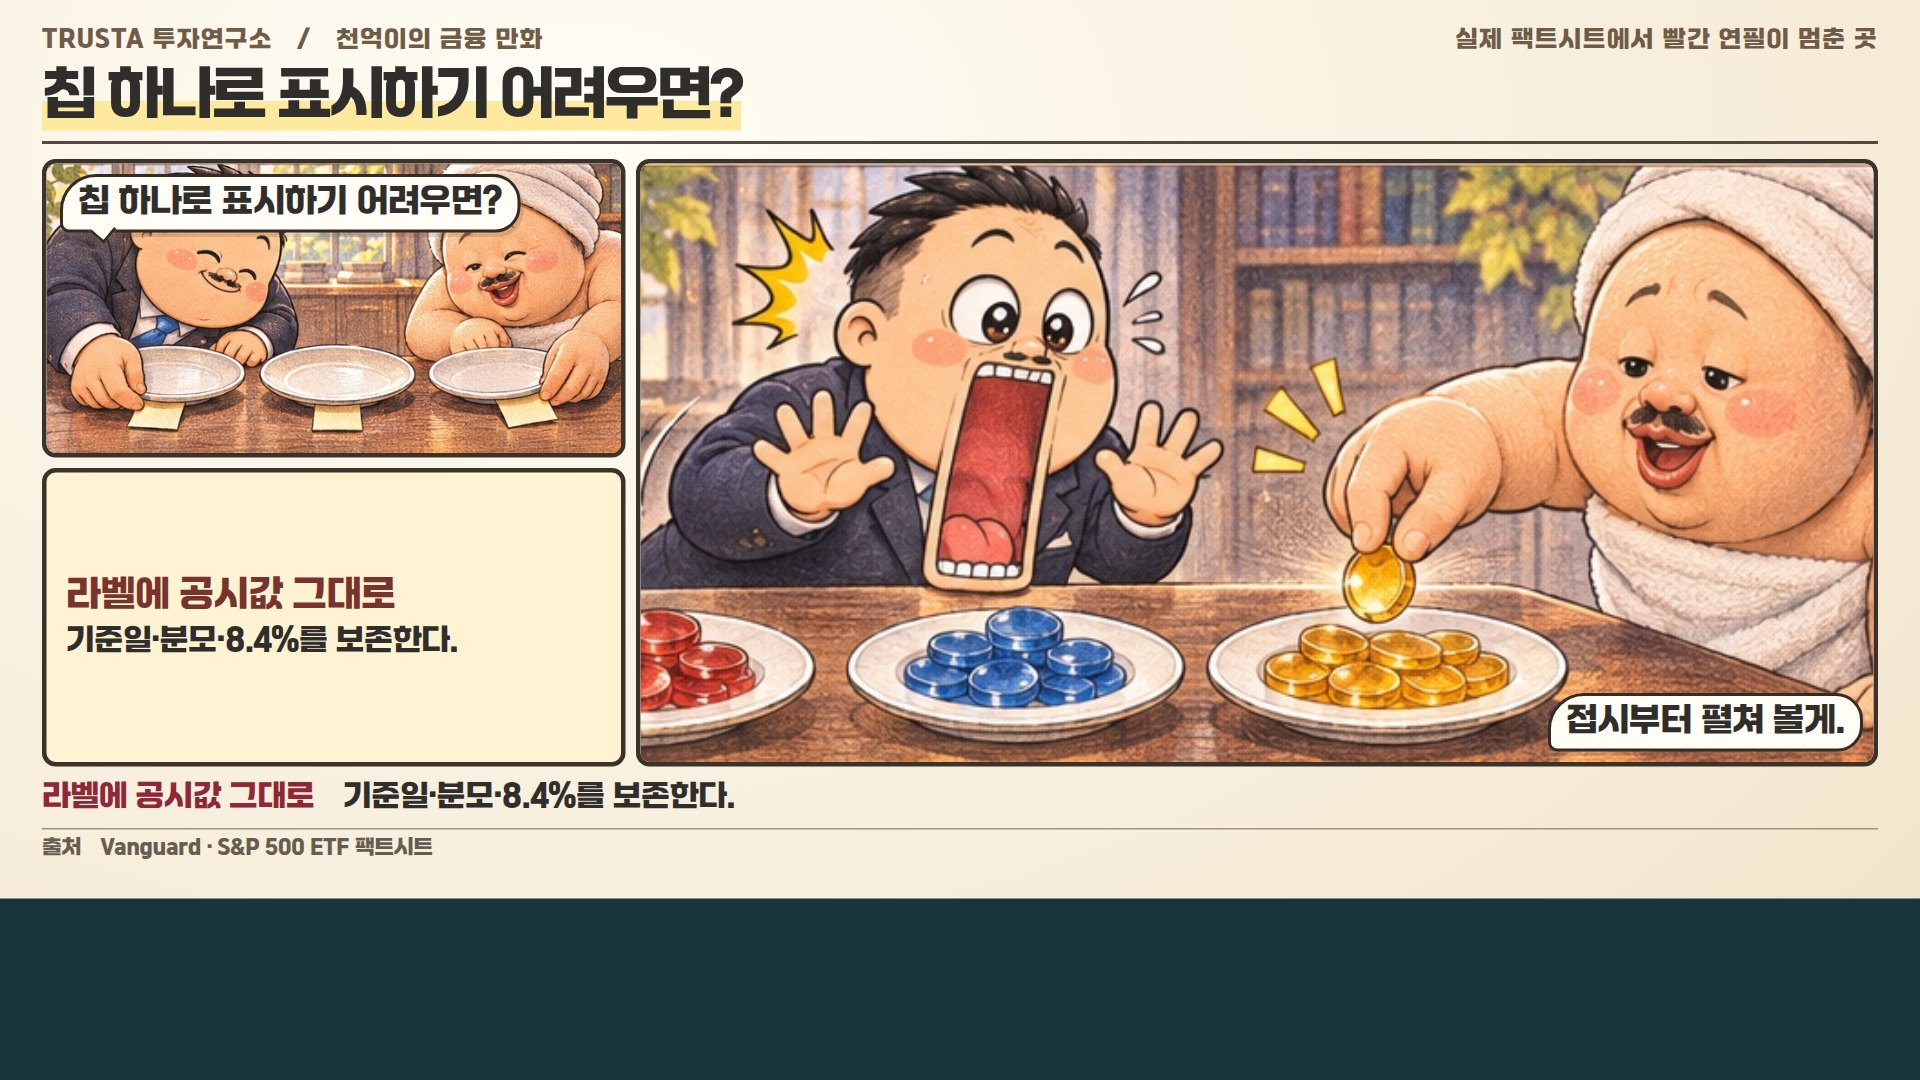 TRUSTA 투자연구소 / 천억이의 금융 만화
실제 팩트시트에서 빨간 연필이 멈춘 곳
칩 하나로 표시하기 어려우면?
칩 하나로 표시하기 어려우면?
라벨에 공시값 그대로
기준일·분모·8.4%를 보존한다.
접시부터 펼쳐 볼게.
라벨에 공시값 그대로 기준일·분모·8.4%를 보존한다.
출처 Vanguard · S&P 500 ETF 팩트시트